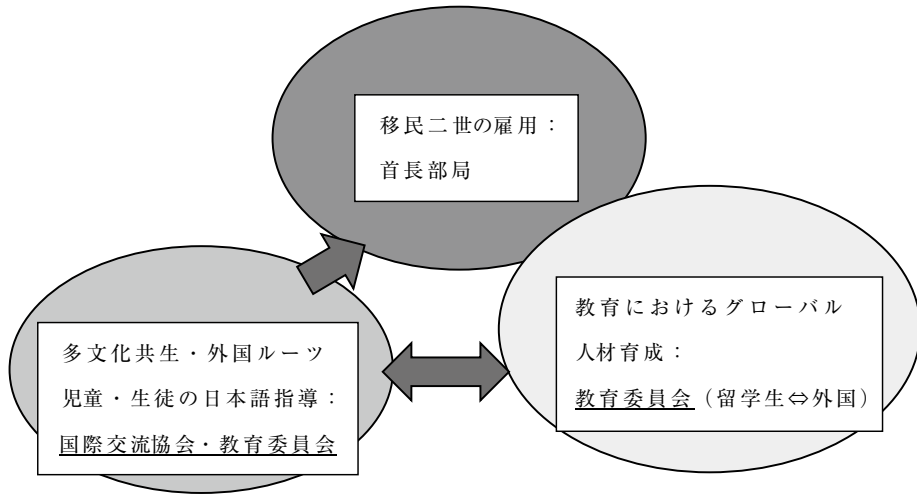 移民二世の雇用：
首長部局
多文化共生・外国ルーツ
児童・生徒の日本語指導：
国際交流協会・教育委員会
教育におけるグローバル
人材育成：
教育委員会（留学生⇔外国）